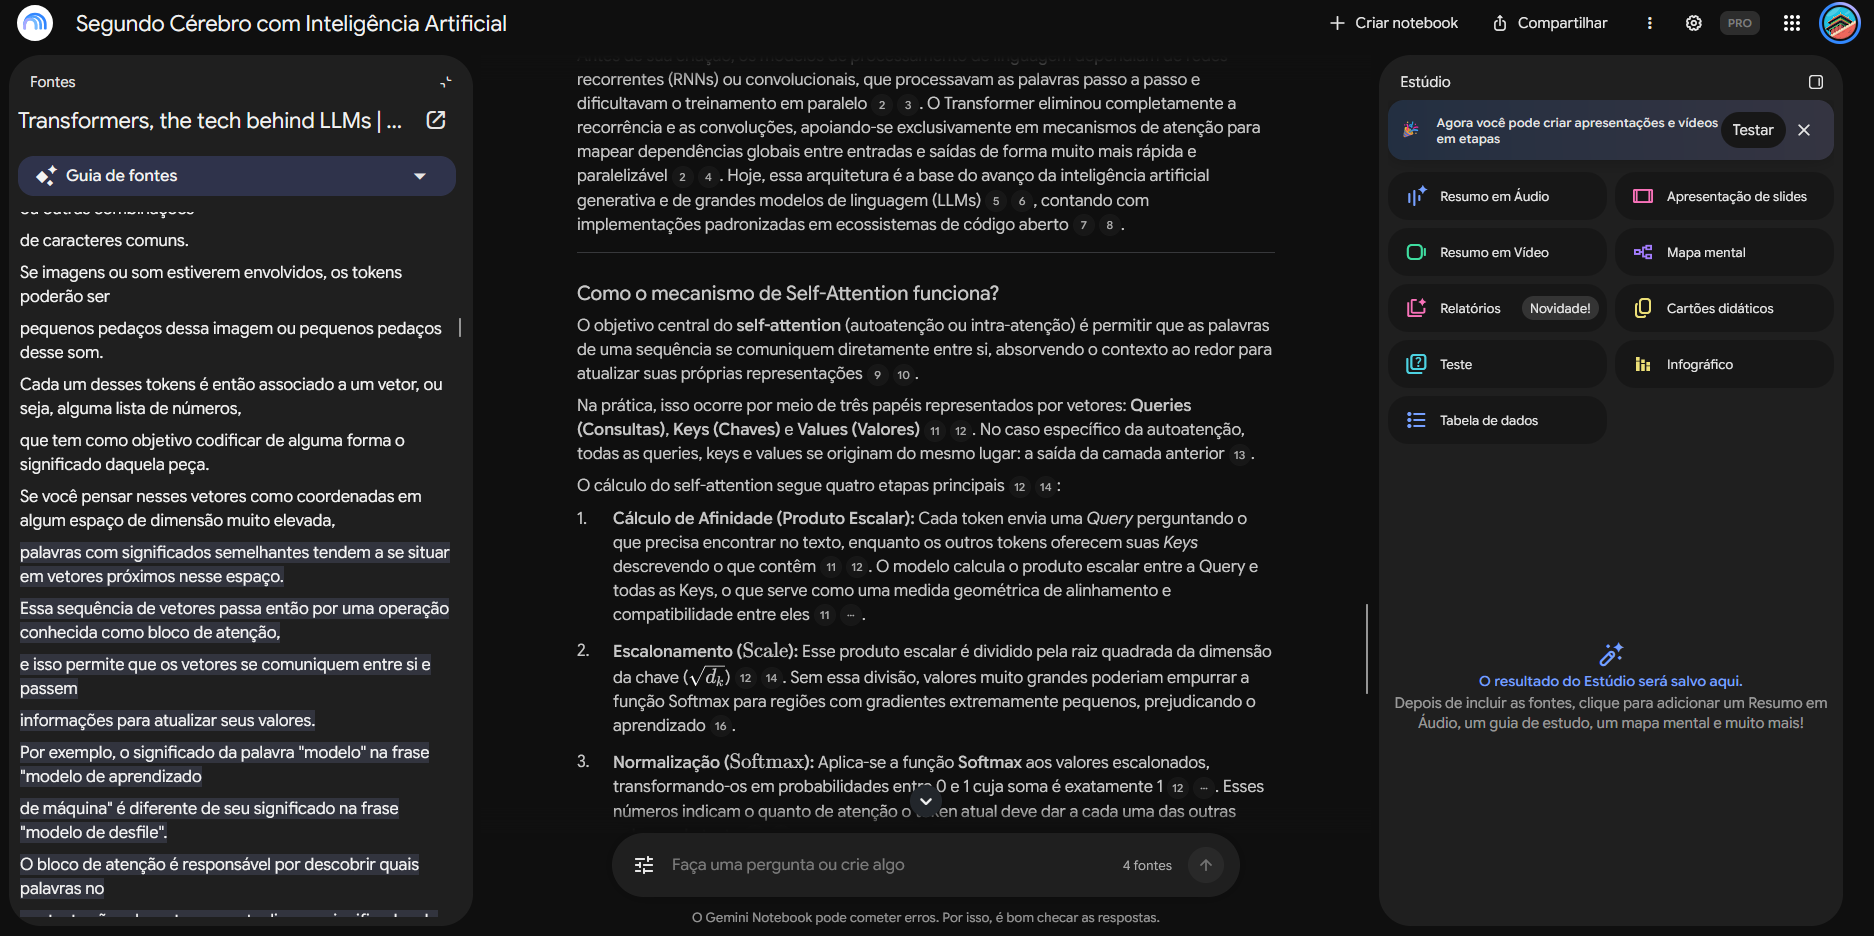 Segundo Cérebro com Inteligência Artificial
Criar notebook
Compartilhar
PRO
Fontes
Transformers, the tech behind LLMs | ...
Guia de fontes
ou outras combinações
de caracteres comuns.
Se imagens ou som estiverem envolvidos, os tokens
poderão ser
pequenos pedaços dessa imagem ou pequenos pedaços
desse som.
Cada um desses tokens é então associado a um vetor, ou
seja, alguma lista de números,
que tem como objetivo codificar de alguma forma o
significado daquela peça.
Se você pensar nesses vetores como coordenadas em
algum espaço de dimensão muito elevada,
palavras com significados semelhantes tendem a se situar
em vetores próximos nesse espaço.
Essa sequência de vetores passa então por uma operação
conhecida como bloco de atenção,
e isso permite que os vetores se comuniquem entre si e
passem
informações para atualizar seus valores.
Por exemplo, o significado da palavra "modelo" na frase
"modelo de aprendizado
de máquina" é diferente de seu significado na frase
"modelo de desfile".
O bloco de atenção é responsável por descobrir quais
palavras no
recorrentes (RNNs) ou convolucionais, que processavam as palavras passo a passo e
dificultavam o treinamento em paralelo 2 3 . O Transformer eliminou completamente a
recorrência e as convoluções, apoiando-se exclusivamente em mecanismos de atenção para
mapear dependências globais entre entradas e saídas de forma muito mais rápida e
paralelizável 2 4 . Hoje, essa arquitetura é a base do avanço da inteligência artificial
generativa e de grandes modelos de linguagem (LLMs) 5 6 , contando com
implementações padronizadas em ecossistemas de código aberto 7 8 .
Como o mecanismo de Self-Attention funciona?
O objetivo central do self-attention (autoatenção ou intra-atenção) é permitir que as palavras
de uma sequência se comuniquem diretamente entre si, absorvendo o contexto ao redor para
atualizar suas próprias representações 9 10 .
Na prática, isso ocorre por meio de três papéis representados por vetores: Queries
(Consultas), Keys (Chaves) e Values (Valores) 11 12 . No caso específico da autoatenção,
todas as queries, keys e values se originam do mesmo lugar: a saída da camada anterior 13 .
O cálculo do self-attention segue quatro etapas principais 12 14 :
1. Cálculo de Afinidade (Produto Escalar): Cada token envia uma Query perguntando o
que precisa encontrar no texto, enquanto os outros tokens oferecem suas Keys
descrevendo o que contêm 11 12 . O modelo calcula o produto escalar entre a Query e
todas as Keys, o que serve como uma medida geométrica de alinhamento e
compatibilidade entre eles 11 ... .
2. Escalonamento (Scale): Esse produto escalar é dividido pela raiz quadrada da dimensão
da chave (√d_k) 12 14 . Sem essa divisão, valores muito grandes poderiam empurrar a
função Softmax para regiões com gradientes extremamente pequenos, prejudicando o
aprendizado 16 .
3. Normalização (Softmax): Aplica-se a função Softmax aos valores escalonados,
transformando-os em probabilidades entre 0 e 1 cuja soma é exatamente 1 12 ... . Esses
números indicam o quanto de atenção o token atual deve dar a cada uma das outras
Faça uma pergunta ou crie algo
4 fontes
O Gemini Notebook pode cometer erros. Por isso, é bom checar as respostas.
Estúdio
Agora você pode criar apresentações e vídeos
em etapas
Testar
Resumo em Áudio
Apresentação de slides
Resumo em Vídeo
Mapa mental
Relatórios
Novidade!
Cartões didáticos
Teste
Infográfico
Tabela de dados
O resultado do Estúdio será salvo aqui.
Depois de incluir as fontes, clique para adicionar um Resumo em
Áudio, um guia de estudo, um mapa mental e muito mais!